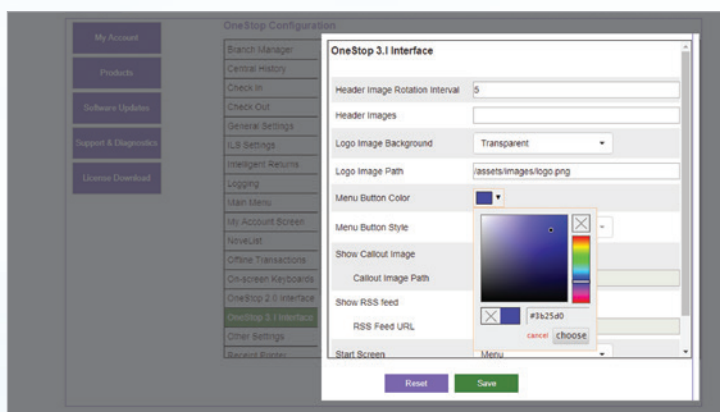 OneStop Configuration
My Account
Products
Software Updates
Support & Diagnostics
License Download
Branch Manager
Central History
Check In
Check Out
General Settings
ILS Settings
Intelligent Returns
Logging
Main Menu
My Account Screen
NoveList
Offline Transactions
On-screen Keyboards
OneStop 2.0 Interface
OneStop 3.I Interface
Other Settings
Receipt Printer
OneStop 3.I Interface
Header Image Rotation Interval 5
Header Images
Logo Image Background Transparent
Logo Image Path /assets/images/logo.png
Menu Button Color
Menu Button Style
Show Callout Image
Callout Image Path
Show RSS feed
RSS Feed URL
#3b25d0
cancel choose
Start Screen Menu
Reset Save